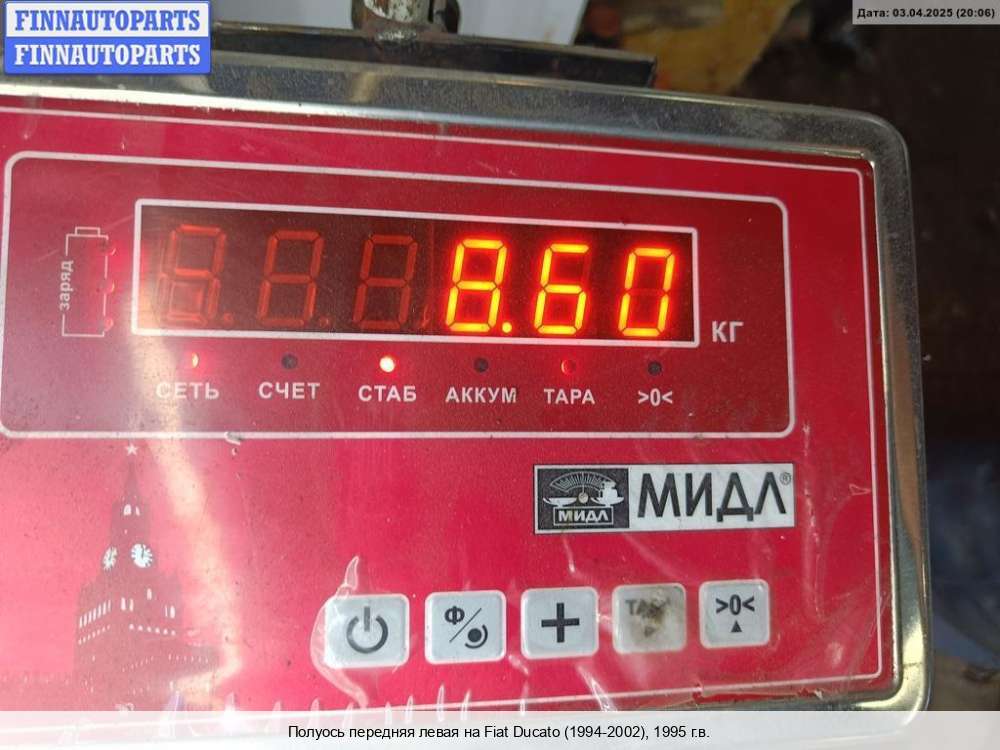 FINNAUTOPARTS
FINNAUTOPARTS
Дата: 03.04.2025 (20:06)
заряд
8.60
КГ
СЕТЬ СЧЕТ СТАБ АККУМ ТАРА >0<
МИДЛ
МИДЛ®
Ф
ТАРА
>0<
Полуось передняя левая на Fiat Ducato (1994-2002), 1995 г.в.